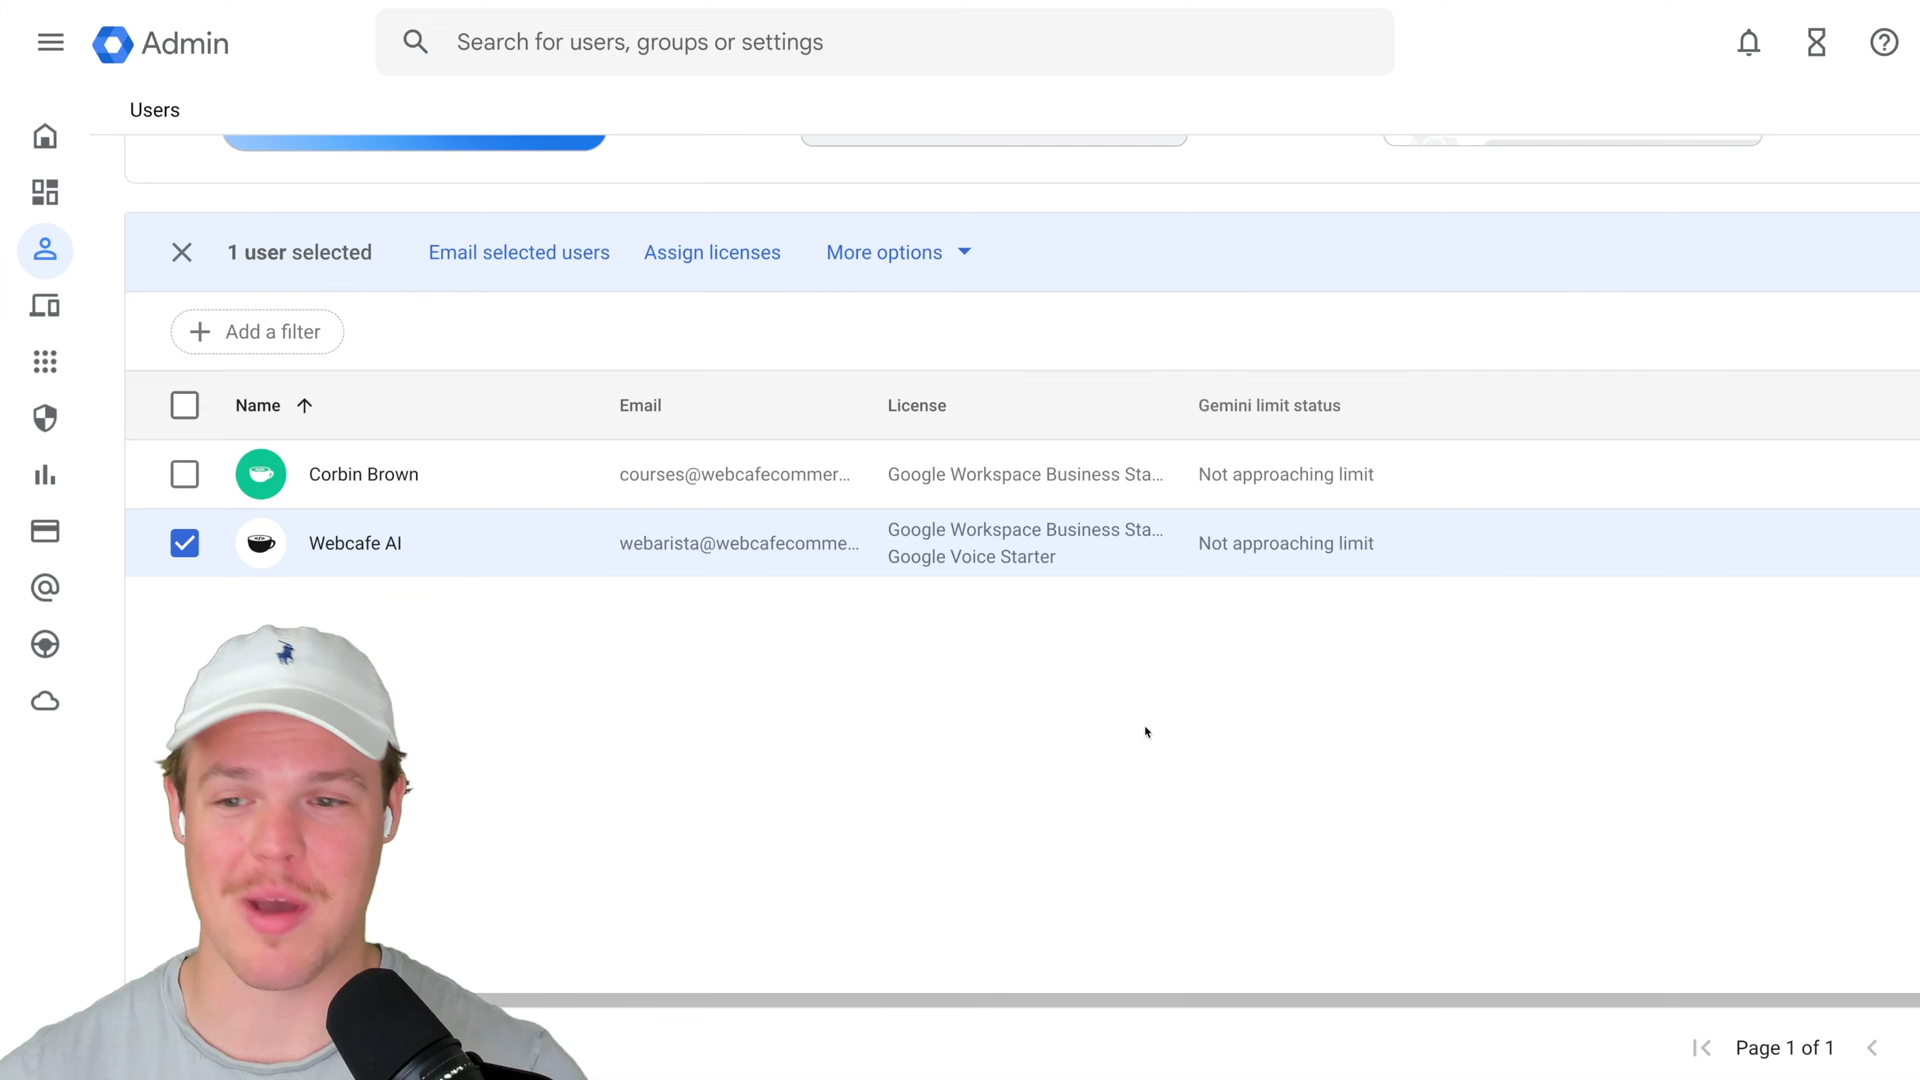 Admin
Search for users, groups or settings
Users
1 user selected
Email selected users
Assign licenses
More options
Add a filter
Name
Email
License
Gemini limit status
Corbin Brown
courses@webcafecommer...
Google Workspace Business Sta...
Not approaching limit
Webcafe AI
webarista@webcafecomme...
Google Workspace Business Sta...
Google Voice Starter
Not approaching limit
Page 1 of 1